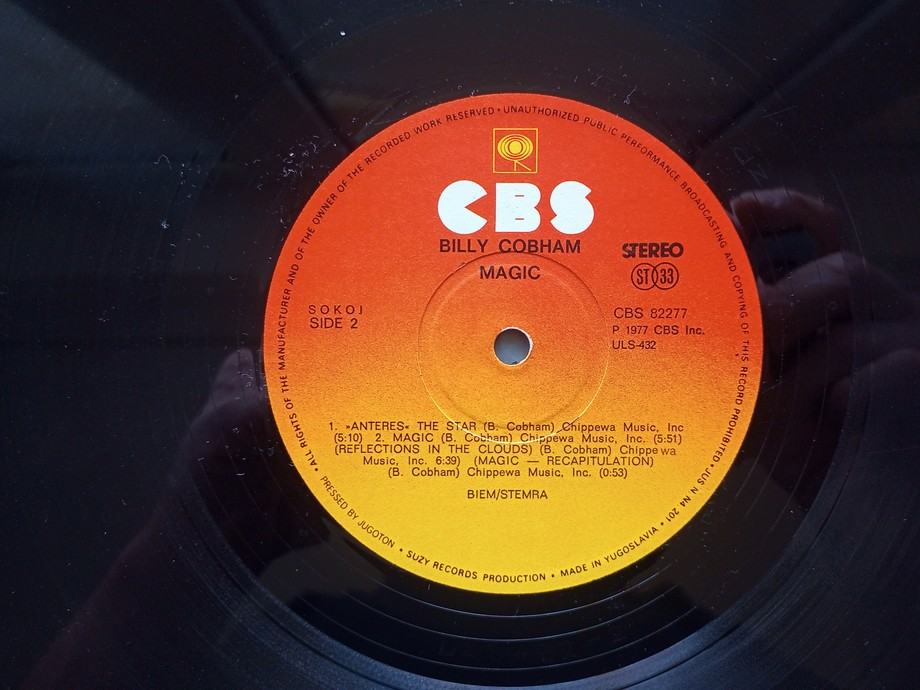 ALL RIGHTS OF THE MANUFACTURER AND OF THE OWNER OF THE RECORDED WORK RESERVED • UNAUTHORIZED PUBLIC PERFORMANCE BROADCASTING AND COPYING OF THIS RECORD PROHIBITED • JUS N N4 201 •
CBS
BILLY COBHAM
STEREO
MAGIC
ST 33
SOKOJ
SIDE 2
CBS 82277
P 1977 CBS Inc.
ULS-432
1. »ANTERES« THE STAR (B. Cobham) Chippewa Music, Inc
(5:10) 2. MAGIC (B. Cobham) Chippewa Music, Inc. (5:51)
(REFLECTIONS IN THE CLOUDS) (B. Cobham) Chippewa
Music, Inc. 6:39) (MAGIC — RECAPITULATION)
(B. Cobham) Chippewa Music, Inc. (0:53)
BIEM/STEMRA
PRESSED BY JUGOTON • SUZY RECORDS PRODUCTION • MADE IN YUGOSLAVIA •